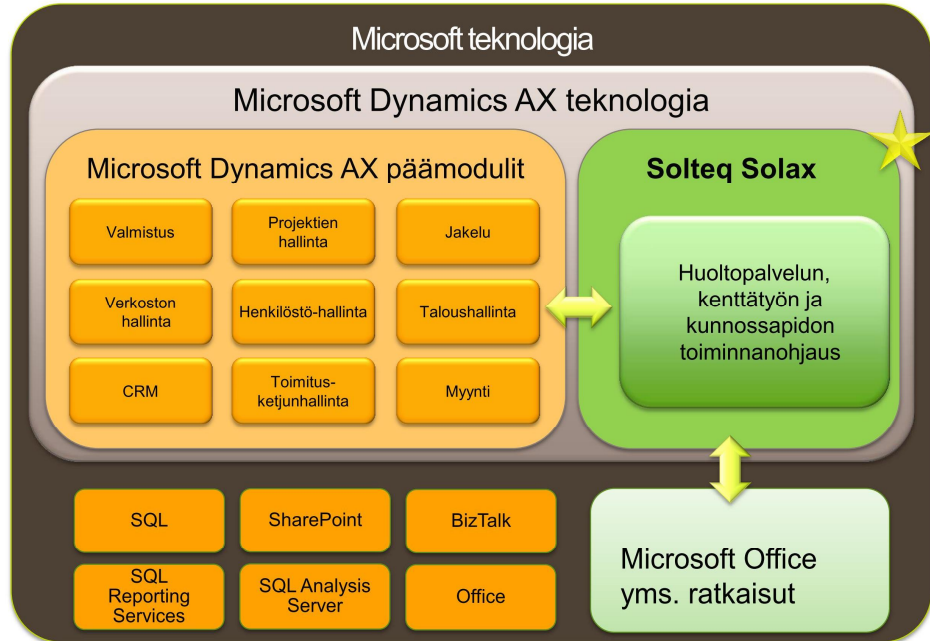 Microsoft teknologia
Microsoft Dynamics AX teknologia
Microsoft Dynamics AX päämodulit
Valmistus
Projektien
hallinta
Jakelu
Verkoston
hallinta
Henkilöstö-hallinta
Taloushallinta
CRM
Toimitus-
ketjunhallinta
Myynti
Solteq Solax
Huoltopalvelun,
kenttätyön ja
kunnossapidon
toiminnanohjaus
SQL
SharePoint
BizTalk
SQL
Reporting
Services
SQL Analysis
Server
Office
Microsoft Office
yms. ratkaisut